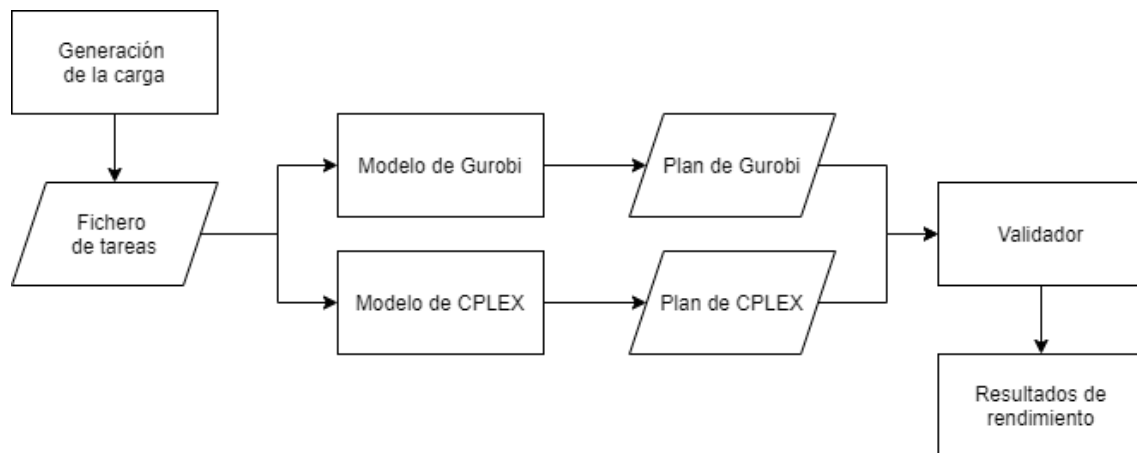 Generación
de la carga
Fichero
de tareas
Modelo de Gurobi
Plan de Gurobi
Modelo de CPLEX
Plan de CPLEX
Validador
Resultados de
rendimiento